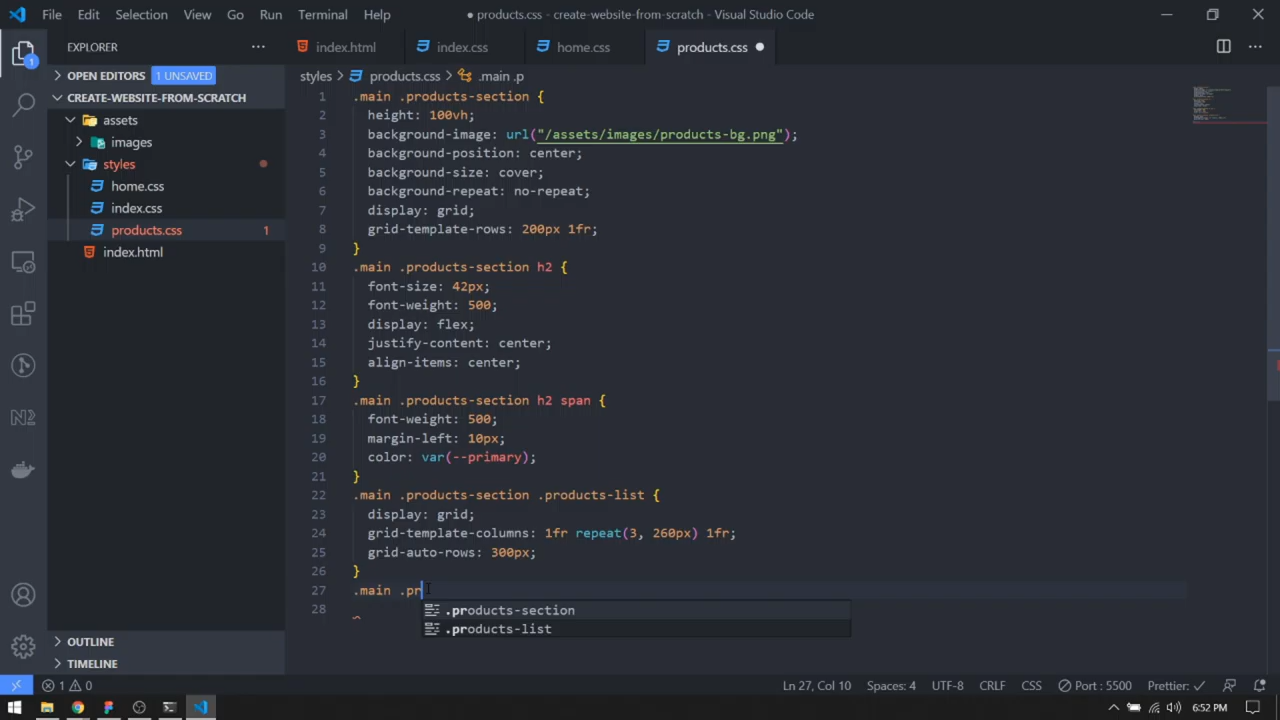 File Edit Selection View Go Run Terminal Help ● products.css - create-website-from-scratch - Visual Studio Code
EXPLORER
index.html index.css home.css products.css
OPEN EDITORS 1 UNSAVED
styles > products.css > .main .p
CREATE-WEBSITE-FROM-SCRATCH
assets
images
styles
home.css
index.css
products.css 1
index.html
1 .main .products-section {
2 height: 100vh;
3 background-image: url("/assets/images/products-bg.png");
4 background-position: center;
5 background-size: cover;
6 background-repeat: no-repeat;
7 display: grid;
8 grid-template-rows: 200px 1fr;
9 }
10 .main .products-section h2 {
11 font-size: 42px;
12 font-weight: 500;
13 display: flex;
14 justify-content: center;
15 align-items: center;
16 }
17 .main .products-section h2 span {
18 font-weight: 500;
19 margin-left: 10px;
20 color: var(--primary);
21 }
22 .main .products-section .products-list {
23 display: grid;
24 grid-template-columns: 1fr repeat(3, 260px) 1fr;
25 grid-auto-rows: 300px;
26 }
27 .main .pr
28
.products-section
.products-list
OUTLINE
TIMELINE
1 0 Ln 27, Col 10 Spaces: 4 UTF-8 CRLF CSS Port : 5500 Prettier: ✓
6:52 PM